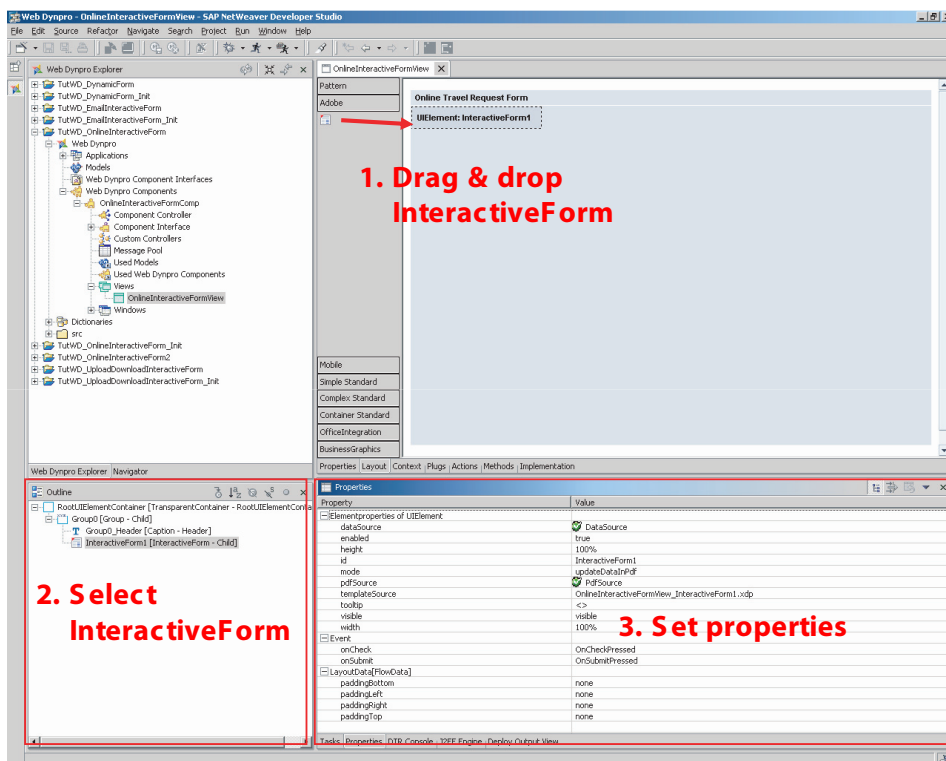 Web Dynpro - OnlineInteractiveFormView - SAP NetWeaver Developer Studio
File Edit Source Refactor Navigate Search Project Run Window Help
Web Dynpro Explorer
TutWD_DynamicForm
TutWD_DynamicForm_Init
TutWD_EmailInteractiveForm
TutWD_EmailInteractiveForm_Init
TutWD_OnlineInteractiveForm
Web Dynpro
Applications
Models
Web Dynpro Component Interfaces
Web Dynpro Components
OnlineInteractiveFormComp
Component Controller
Component Interface
Custom Controllers
Message Pool
Used Models
Used Web Dynpro Components
Views
OnlineInteractiveFormView
Windows
Dictionaries
src
TutWD_OnlineInteractiveForm_Init
TutWD_OnlineInteractiveForm2
TutWD_UploadDownloadInteractiveForm
TutWD_UploadDownloadInteractiveForm_Init
Web Dynpro Explorer Navigator
OnlineInteractiveFormView
Pattern
Adobe
Online Travel Request Form
UIElement: InteractiveForm1
1. Drag & drop
InteractiveForm
Mobile
Simple Standard
Complex Standard
Container Standard
OfficeIntegration
BusinessGraphics
Properties Layout Context Plugs Actions Methods Implementation
Outline
RootUIElementContainer [TransparentContainer - RootUIElementConta
Group0 [Group - Child]
Group0_Header [Caption - Header]
InteractiveForm1 [InteractiveForm - Child]
2. Select
InteractiveForm
Properties
Property Value
Elementproperties of UIElement
dataSource DataSource
enabled true
height 100%
id InteractiveForm1
mode updateDataInPdf
pdfSource PdfSource
templateSource OnlineInteractiveFormView_InteractiveForm1.xdp
tooltip <>
visible visible
width 100%
3. Set properties
Event
onCheck OnCheckPressed
onSubmit OnSubmitPressed
LayoutData[FlowData]
paddingBottom none
paddingLeft none
paddingRight none
paddingTop none
Tasks Properties DTR Console J2EE Engine Deploy Output View